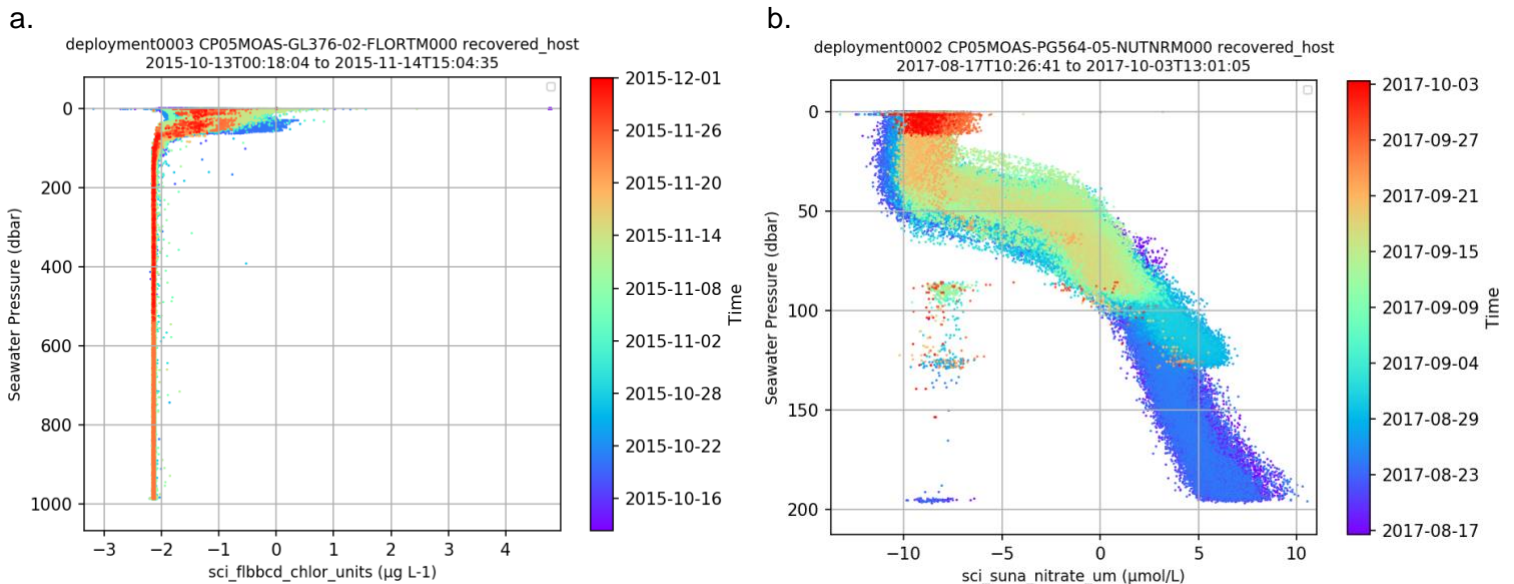 a.
deployment0003 CP05MOAS-GL376-02-FLORTM000 recovered_host
2015-10-13T00:18:04 to 2015-11-14T15:04:35
0
200
400
600
800
1000
Seawater Pressure (dbar)
−3 −2 −1 0 1 2 3 4
sci_flbbcd_chlor_units (µg L-1)
2015-12-01
2015-11-26
2015-11-20
2015-11-14
2015-11-08
2015-11-02
2015-10-28
2015-10-22
2015-10-16
Time
b.
deployment0002 CP05MOAS-PG564-05-NUTNRM000 recovered_host
2017-08-17T10:26:41 to 2017-10-03T13:01:05
0
50
100
150
200
Seawater Pressure (dbar)
−10 −5 0 5 10
sci_suna_nitrate_um (µmol/L)
2017-10-03
2017-09-27
2017-09-21
2017-09-15
2017-09-09
2017-09-04
2017-08-29
2017-08-23
2017-08-17
Time